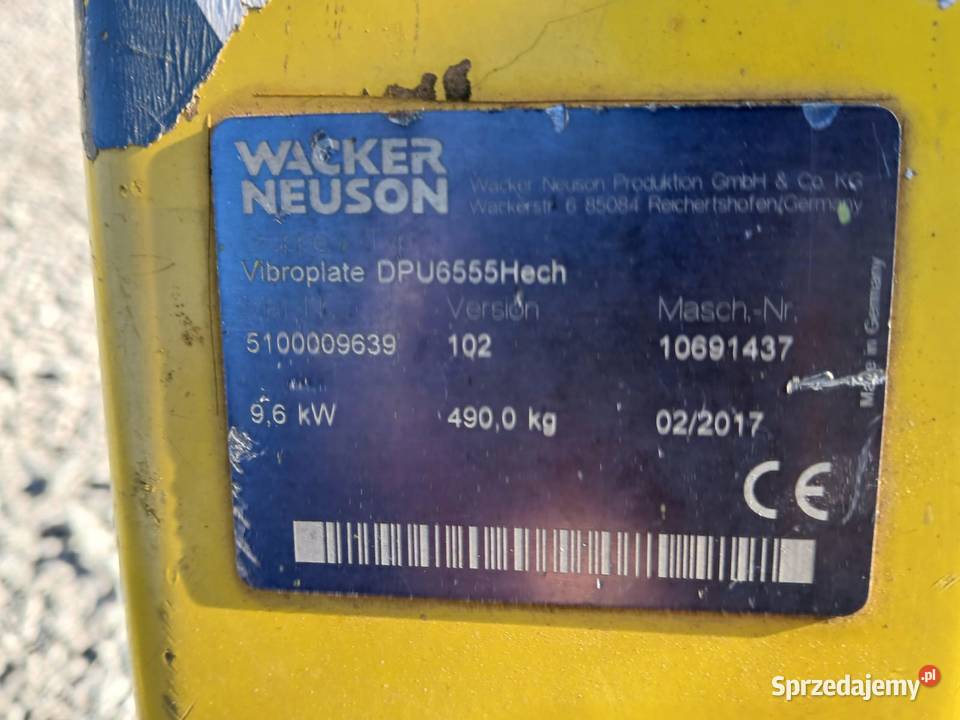 WACKER
NEUSON
Wacker Neuson Produktion GmbH & Co. KG
Wackerstr. 6 85084 Reichertshofen/Germany
Vibroplate DPU6555Hech
Version Masch.-Nr.
5100009639 102 10691437
9,6 kW 490,0 kg 02/2017
Made in Germany
CE
Sprzedajemy.pl